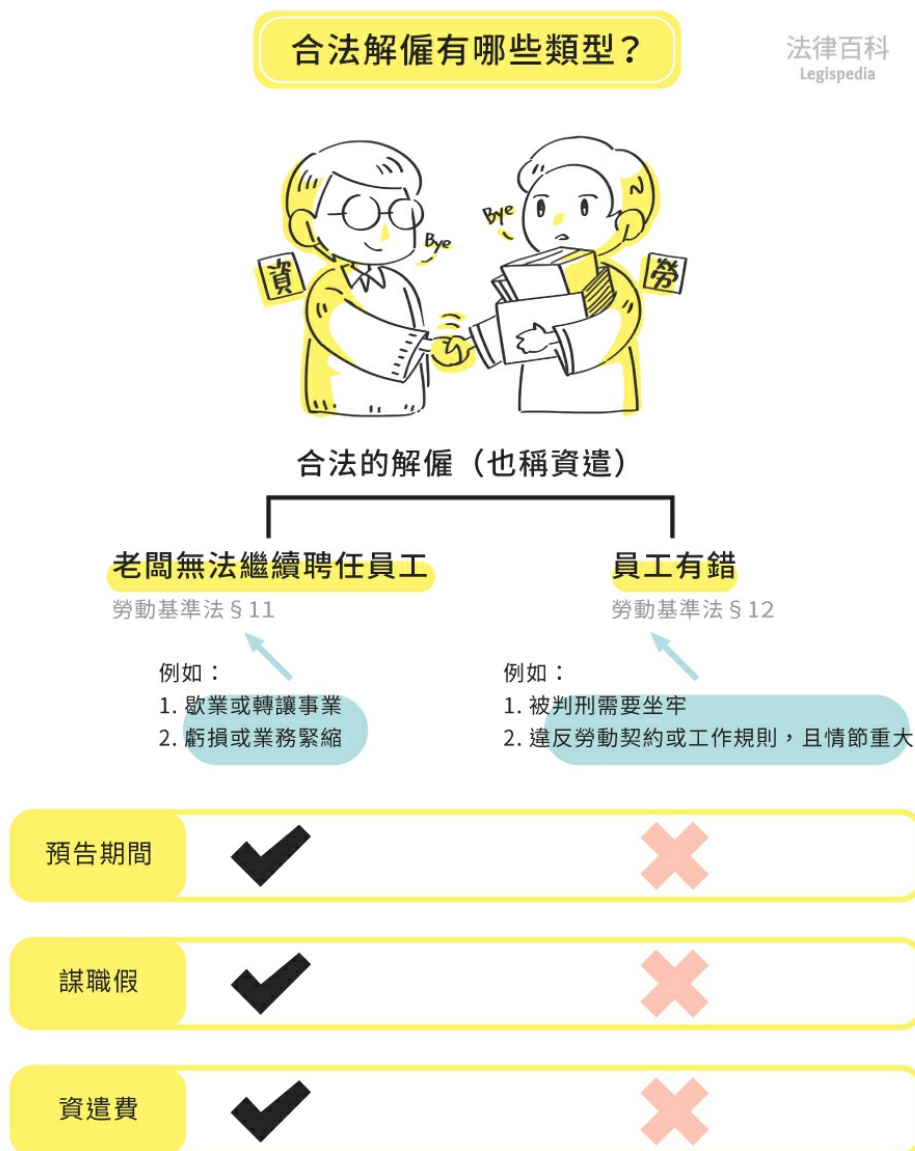 合法解僱有哪些類型？
法律百科
Legispedia
Bye
Bye
資
勞
合法的解僱（也稱資遣）
老闆無法繼續聘任員工
勞動基準法§11
例如：
1. 歇業或轉讓事業
2. 虧損或業務緊縮
員工有錯
勞動基準法§12
例如：
1. 被判刑需要坐牢
2. 違反勞動契約或工作規則，且情節重大
預告期間
謀職假
資遣費